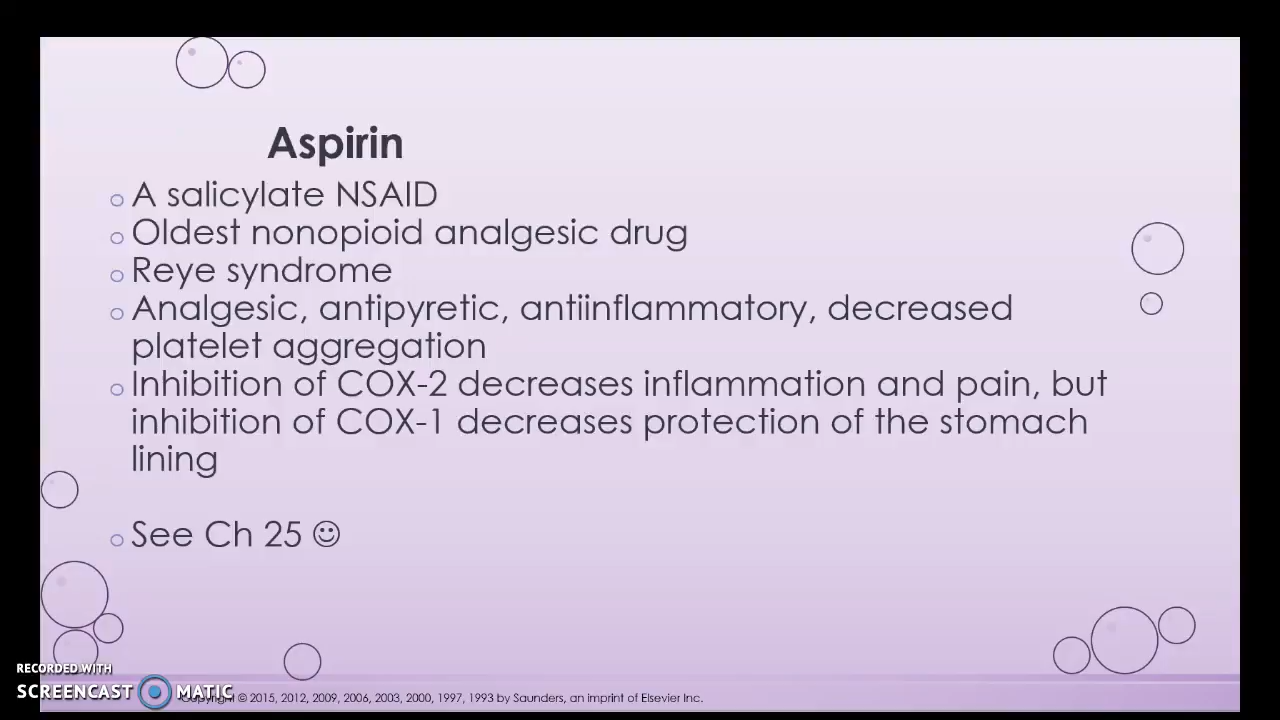 Aspirin
A salicylate NSAID
Oldest nonopioid analgesic drug
Reye syndrome
Analgesic, antipyretic, antiinflammatory, decreased
platelet aggregation
Inhibition of COX-2 decreases inflammation and pain, but
inhibition of COX-1 decreases protection of the stomach
lining
See Ch 25 ☺
RECORDED WITH
SCREENCAST MATIC
Copyright © 2015, 2012, 2009, 2006, 2003, 2000, 1997, 1993 by Saunders, an imprint of Elsevier Inc.